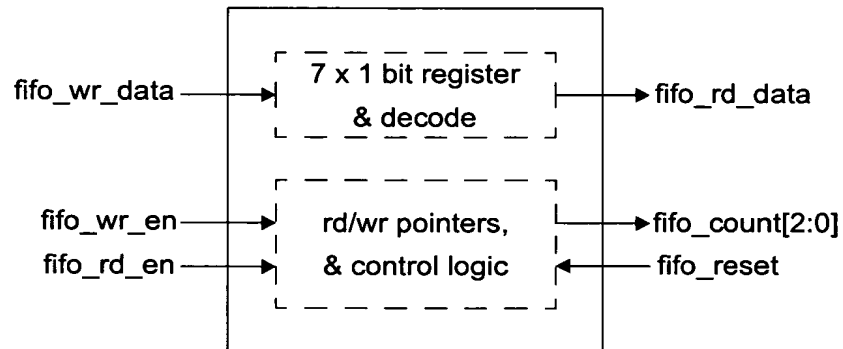 7 x 1 bit register
fifo_wr_data
fifo_rd_data
& decode
fifo_wr_en
rd/wr pointers,
fifo_count[2:0]
fifo_rd_en
& control logic
fifo_reset